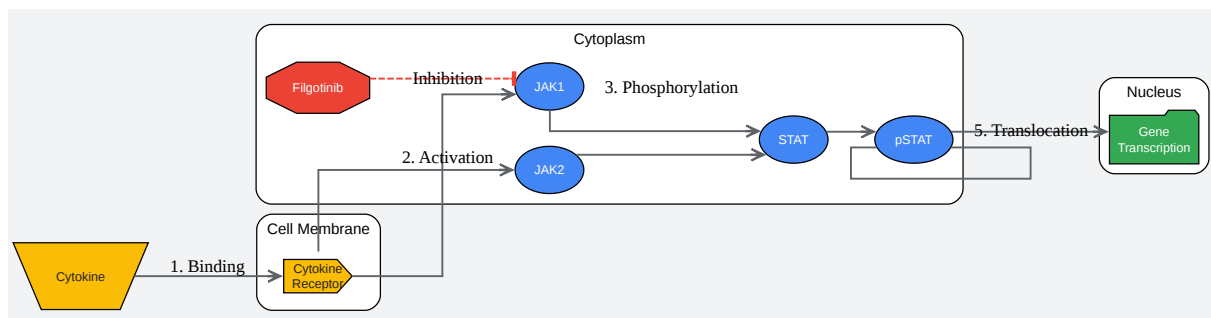 Cytoplasm
Filgotinib
Inhibition
JAK1
3. Phosphorylation
Nucleus
Gene
Transcription
5. Translocation
STAT
pSTAT
2. Activation
JAK2
Cell Membrane
Cytokine
1. Binding
Cytokine
Receptor